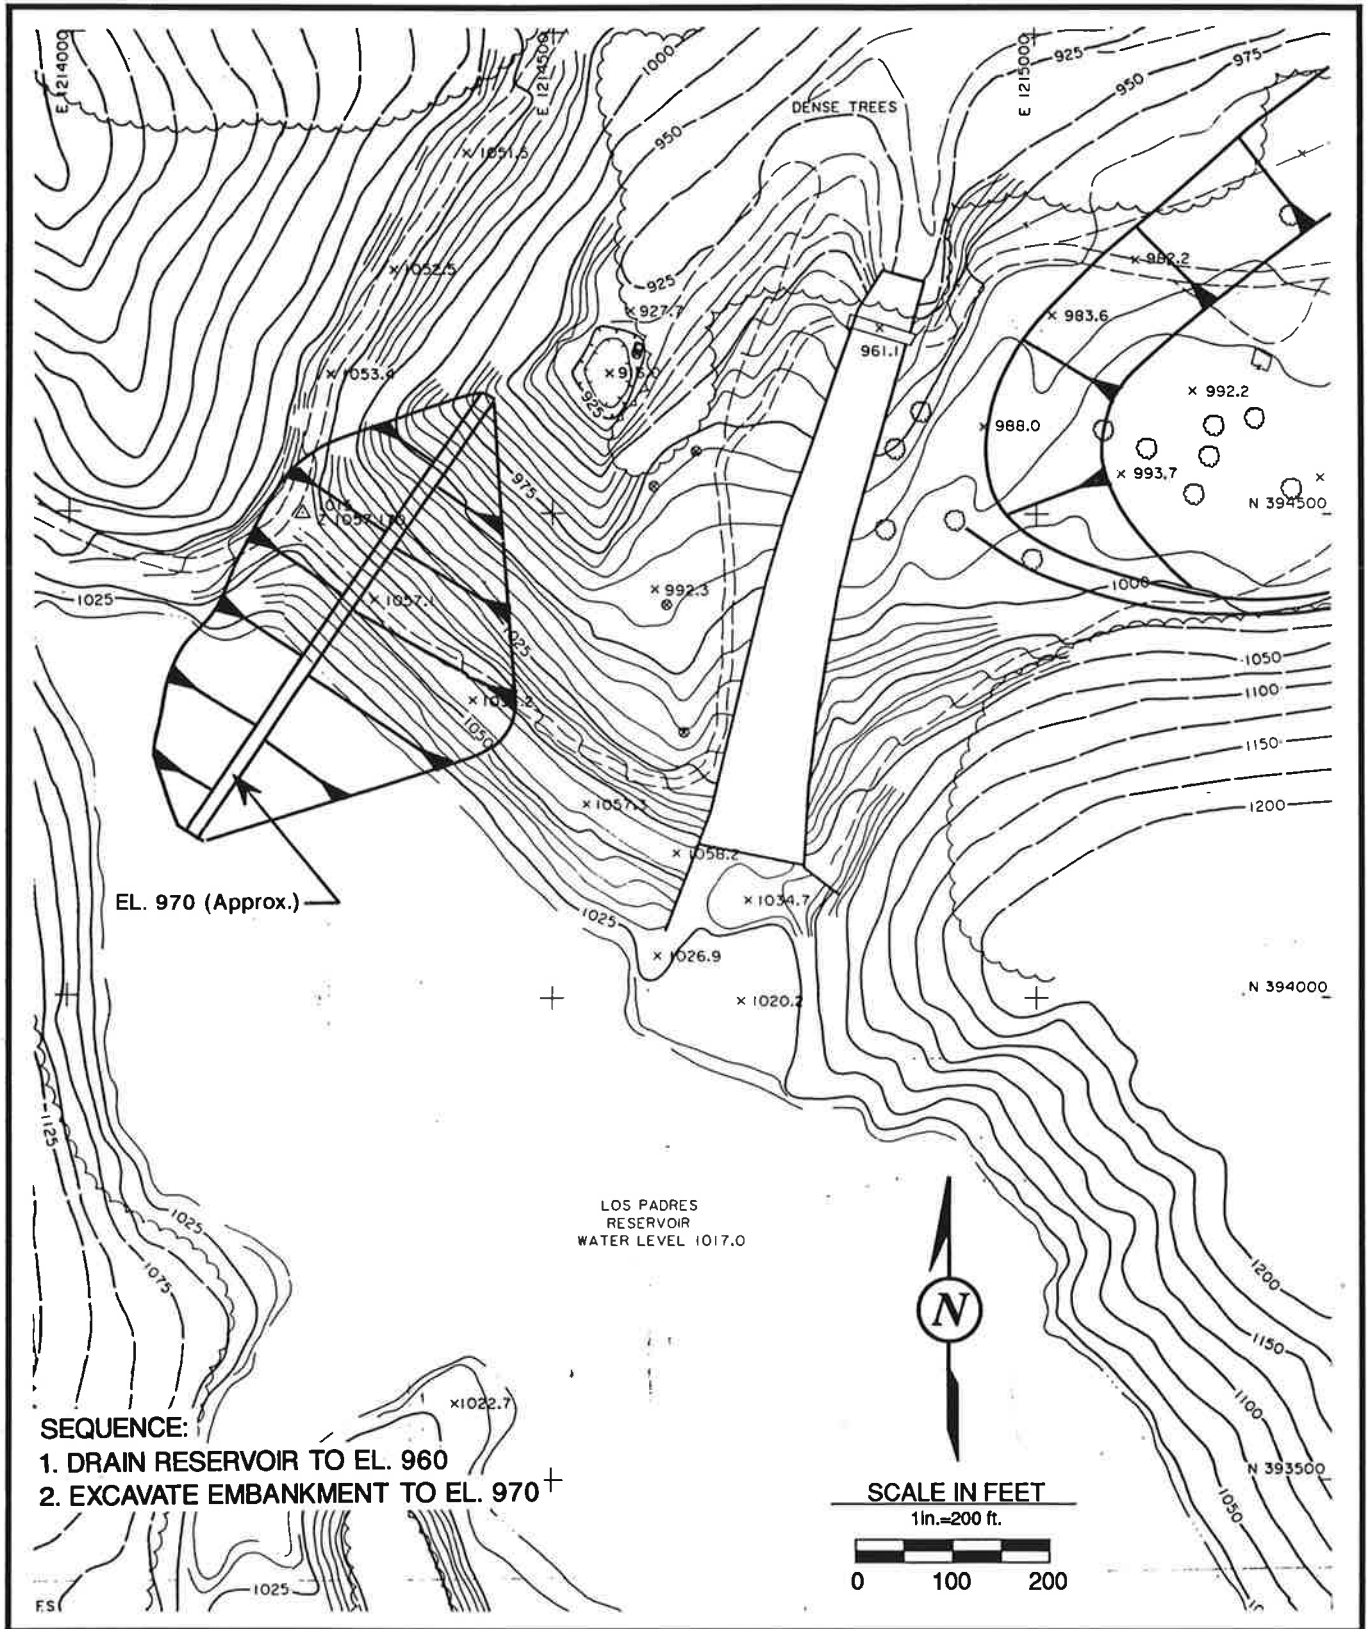 E 1214000
E 1214500
1000
E 1215000
925
975
950
DENSE TREES
950
1051.5
1052.5
925
927.7
982.2
983.6
961.1
1053.4
925
992.2
988.0
993.7
975
N 394500
1025
1057.1
992.3
1000
1025
1050
1050
1100
1150
1057.3
1200
1058.2
EL. 970 (Approx.)
1034.7
1025
1026.9
1020.2
N 394000
1125
LOS PADRES
RESERVOIR
WATER LEVEL 1017.0
1025
1075
1200
N
1150
1022.7
1100
SEQUENCE:
1. DRAIN RESERVOIR TO EL. 960
2. EXCAVATE EMBANKMENT TO EL. 970
N 393500
SCALE IN FEET
1in.=200 ft.
1050
0 100 200
1025
F.S.